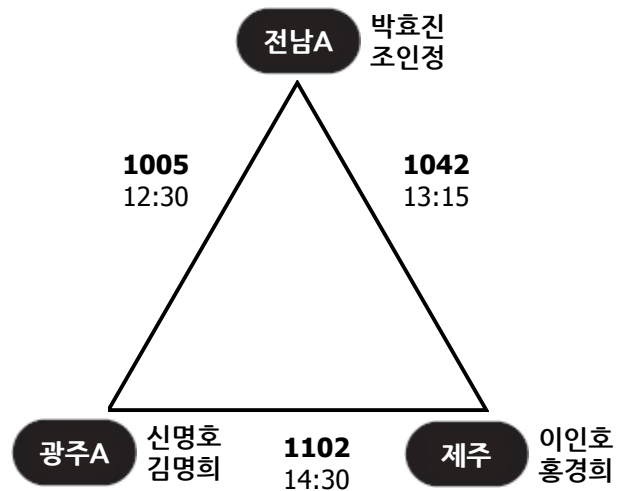 전남A
박효진
조인정
1005
12:30
1042
13:15
광주A
신명호
김명희
1102
14:30
제주
이인호
홍경희